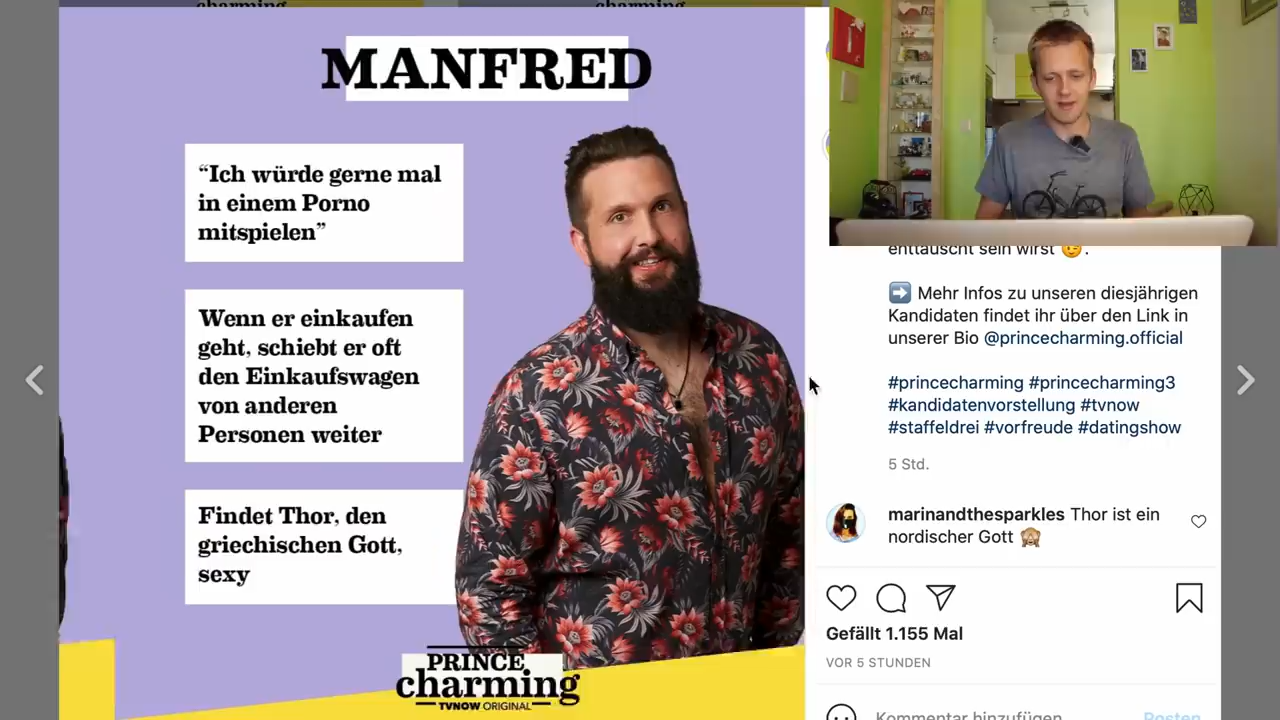 charming
charming
MANFRED
“Ich würde gerne mal
in einem Porno
mitspielen”
Wenn er einkaufen
geht, schiebt er oft
den Einkaufswagen
von anderen
Personen weiter
Findet Thor, den
griechischen Gott,
sexy
PRINCE
charming
TVNOW ORIGINAL
enttäuscht sein wirst 😉.
➡️ Mehr Infos zu unseren diesjährigen
Kandidaten findet ihr über den Link in
unserer Bio @princecharming.official
#princecharming #princecharming3
#kandidatenvorstellung #tvnow
#staffeldrei #vorfreude #datingshow
5 Std.
marinandthesparkles Thor ist ein
nordischer Gott 🙈
Gefällt 1.155 Mal
VOR 5 STUNDEN
Kommentar hinzufügen
Posten